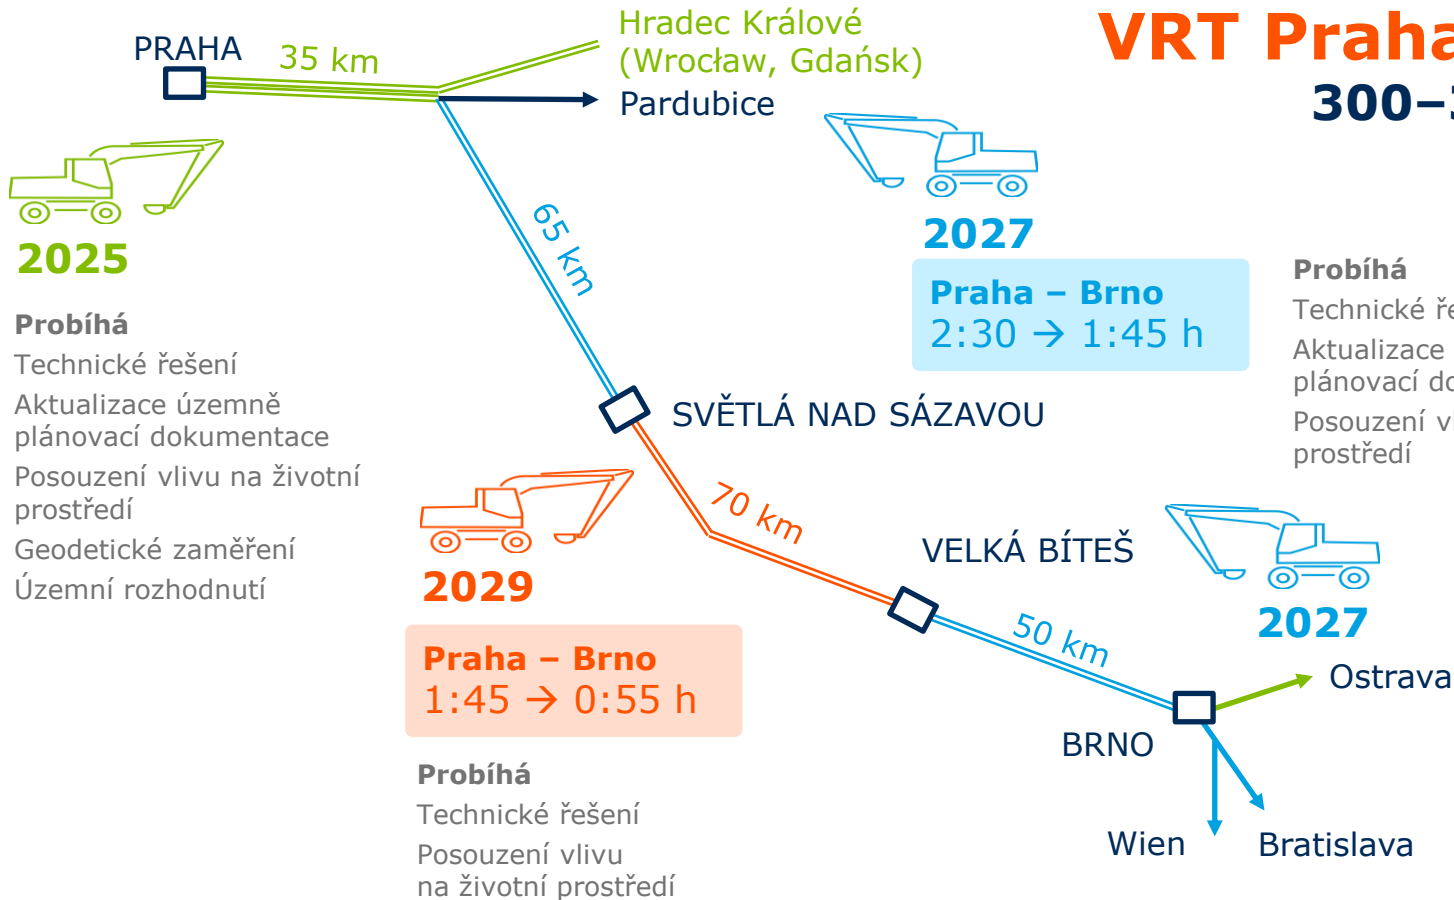 VRT Praha
300–
PRAHA
35 km
Hradec Králové
(Wrocław, Gdańsk)
Pardubice
2025
Probíhá
Technické řešení
Aktualizace územně
plánovací dokumentace
Posouzení vlivu na životní
prostředí
Geodetické zaměření
Územní rozhodnutí
65 km
2027
Praha – Brno
2:30 → 1:45 h
Probíhá
Technické
Aktualizace
plánovací
Posouzení
prostředí
SVĚTLÁ NAD SÁZAVOU
70 km
2029
Praha – Brno
1:45 → 0:55 h
Probíhá
Technické řešení
Posouzení vlivu
na životní prostředí
VELKÁ BÍTEŠ
50 km
2027
Ostrava
BRNO
Wien
Bratislava